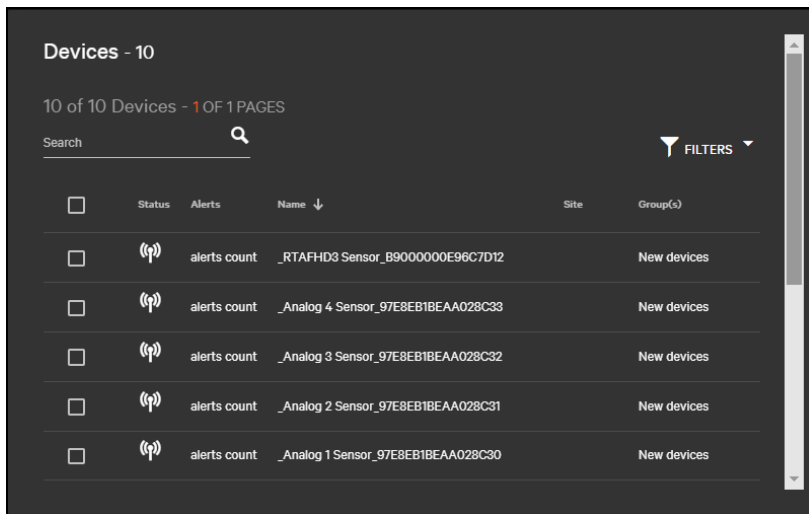 Devices - 10
10 of 10 Devices - 1 OF 1 PAGES
Search
FILTERS
Status Alerts Name Site Group(s)
alerts count _RTAFHD3 Sensor_B9000000E96C7D12 New devices
alerts count _Analog 4 Sensor_97E8EB1BEAA028C33 New devices
alerts count _Analog 3 Sensor_97E8EB1BEAA028C32 New devices
alerts count _Analog 2 Sensor_97E8EB1BEAA028C31 New devices
alerts count _Analog 1 Sensor_97E8EB1BEAA028C30 New devices